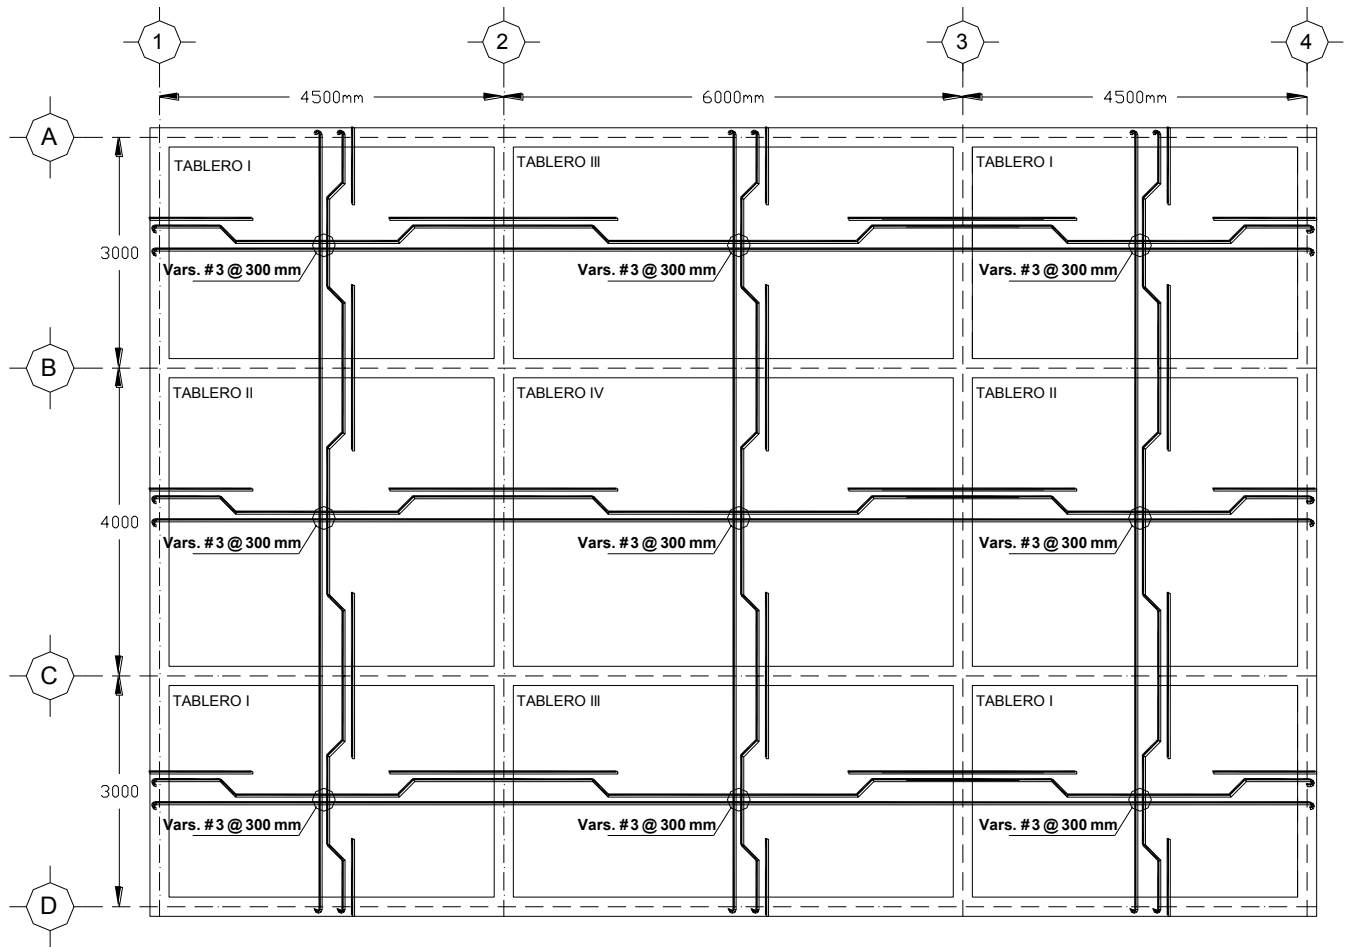 1
2
3
4
4500mm
6000mm
4500mm
A
TABLERO I
TABLERO III
TABLERO I
3000
Vars. #3 @ 300 mm
Vars. #3 @ 300 mm
Vars. #3 @ 300 mm
B
TABLERO II
TABLERO IV
TABLERO II
4000
Vars. #3 @ 300 mm
Vars. #3 @ 300 mm
Vars. #3 @ 300 mm
C
TABLERO I
TABLERO III
TABLERO I
3000
Vars. #3 @ 300 mm
Vars. #3 @ 300 mm
Vars. #3 @ 300 mm
D